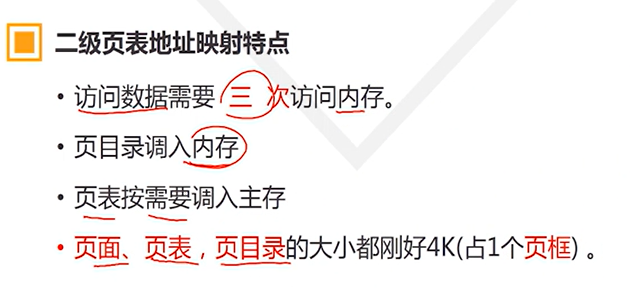 二级页表地址映射特点
• 访问数据需要 三 次访问内存。
• 页目录调入内存
• 页表按需要调入主存
• 页面、页表，页目录的大小都刚好4K(占1个页框) 。